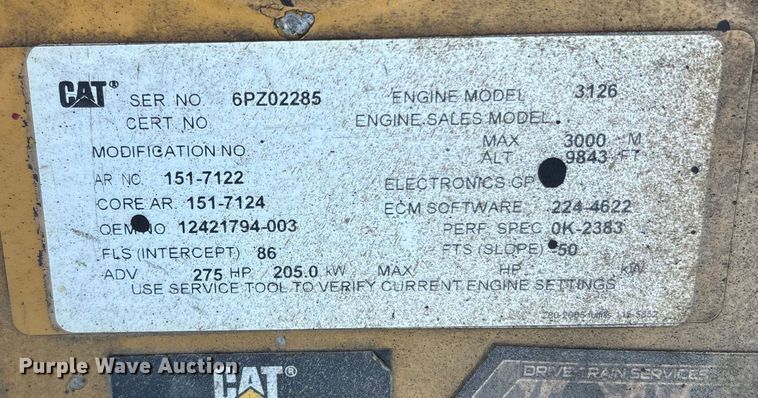 CAT® SER NO 6PZ02285 ENGINE MODEL 3126
CERT NO ENGINE SALES MODEL
MODIFICATION NO MAX 3000 M
ALT 9843 FT
AR NO. 151-7122 ELECTRONICS GP
CORE AR 151-7124 ECM SOFTWARE 224-4622
OEM NO 12421794-003 PERF SPEC 0K-2383
FLS (INTERCEPT) 86 FTS (SLOPE) -50
ADV 275 HP 205.0 kW MAX HP kW
USE SERVICE TOOL TO VERIFY CURRENT ENGINE SETTINGS
Purple Wave Auction
CAT® DRIVE TRAIN SERVICES